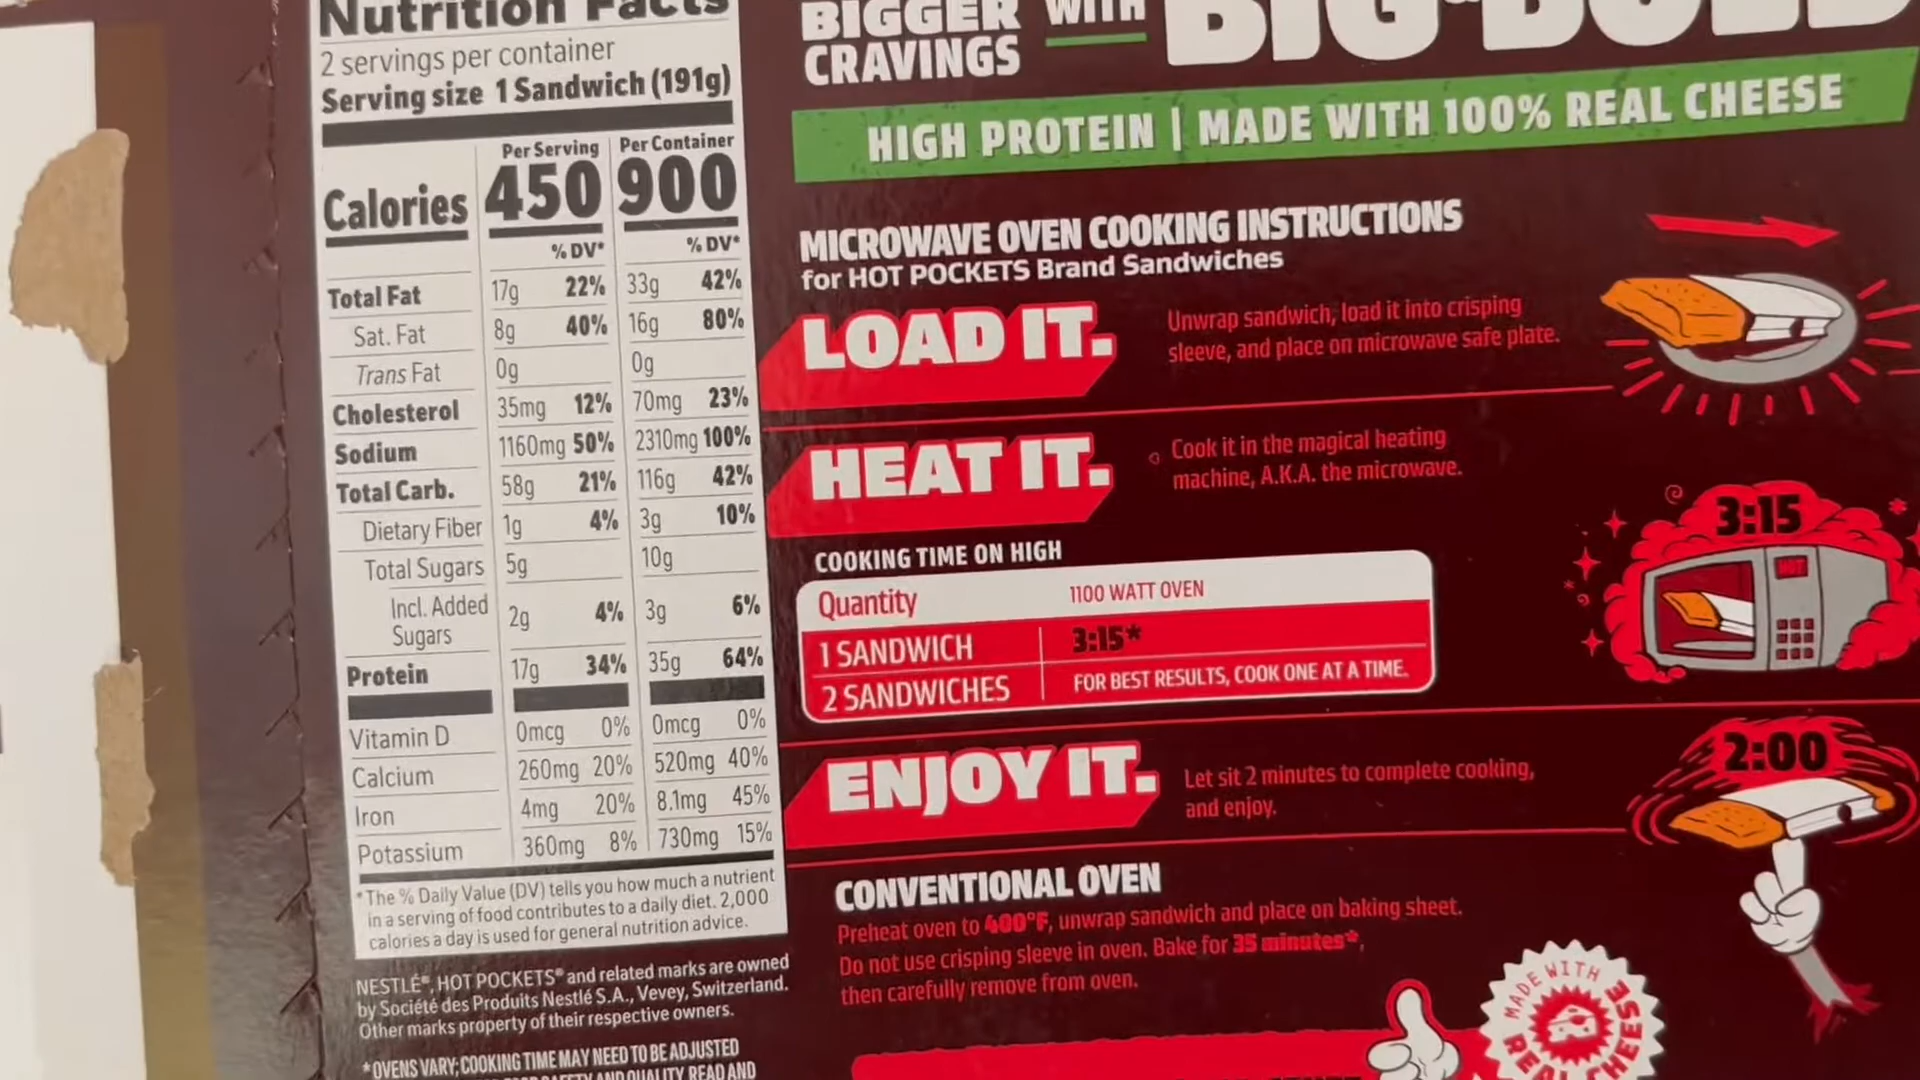 Nutrition Facts
2 servings per container
Serving size 1 Sandwich (191g)
Per Serving Per Container
Calories 450 900
% DV* % DV*
Total Fat 17g 22% 33g 42%
Sat. Fat 8g 40% 16g 80%
Trans Fat 0g 0g
Cholesterol 35mg 12% 70mg 23%
Sodium 1160mg 50% 2310mg 100%
Total Carb. 58g 21% 116g 42%
Dietary Fiber 1g 4% 3g 10%
Total Sugars 5g 10g
Incl. Added
Sugars 2g 4% 3g 6%
Protein 17g 34% 35g 64%
Vitamin D 0mcg 0% 0mcg 0%
Calcium 260mg 20% 520mg 40%
Iron 4mg 20% 8.1mg 45%
Potassium 360mg 8% 730mg 15%
*The % Daily Value (DV) tells you how much a nutrient
in a serving of food contributes to a daily diet. 2,000
calories a day is used for general nutrition advice.
NESTLÉ®, HOT POCKETS® and related marks are owned
by Société des Produits Nestlé S.A., Vevey, Switzerland.
Other marks property of their respective owners.
*OVENS VARY; COOKING TIME MAY NEED TO BE ADJUSTED
AND QUALITY READ AND
BIGGER
CRAVINGS
WITH
BIG & BOLD
HIGH PROTEIN | MADE WITH 100% REAL CHEESE
MICROWAVE OVEN COOKING INSTRUCTIONS
for HOT POCKETS Brand Sandwiches
LOAD IT.
Unwrap sandwich, load it into crisping
sleeve, and place on microwave safe plate.
HEAT IT.
Cook it in the magical heating
machine, A.K.A. the microwave.
3:15
HOT
COOKING TIME ON HIGH
Quantity 1100 WATT OVEN
1 SANDWICH 3:15*
2 SANDWICHES FOR BEST RESULTS, COOK ONE AT A TIME.
ENJOY IT.
Let sit 2 minutes to complete cooking,
and enjoy.
2:00
CONVENTIONAL OVEN
Preheat oven to 400°F, unwrap sandwich and place on baking sheet.
Do not use crisping sleeve in oven. Bake for 35 minutes*,
then carefully remove from oven.
MADE WITH
REAL CHEESE